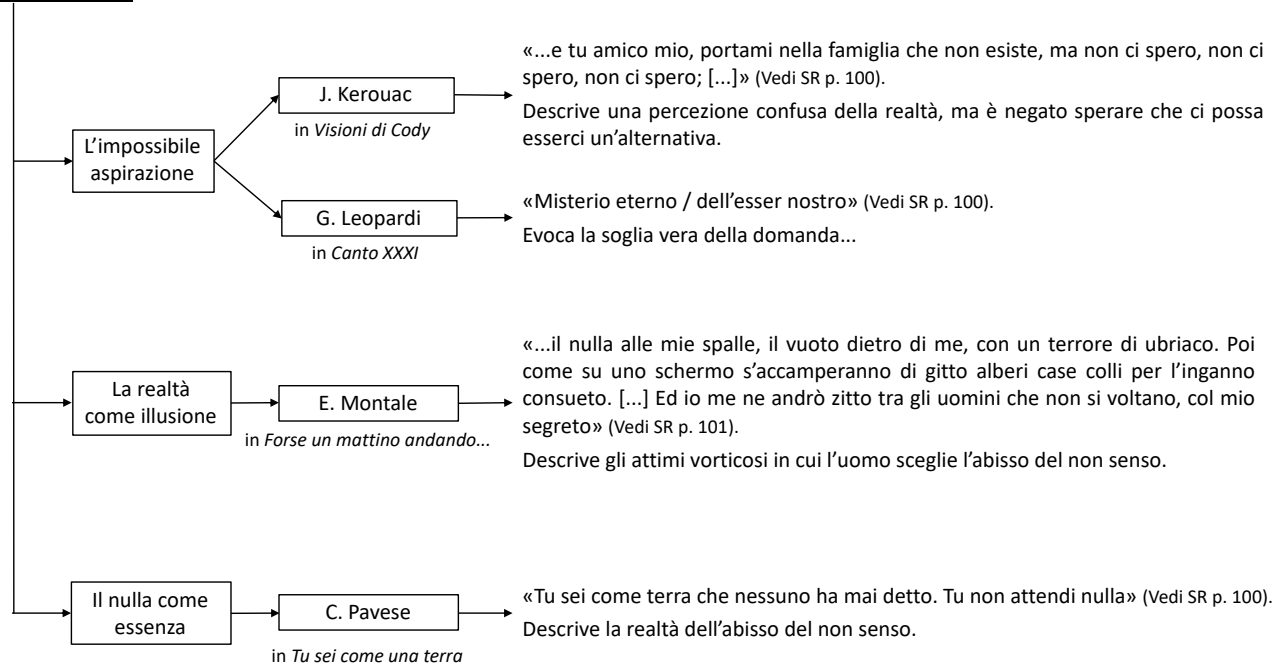 «...e tu amico mio, portami nella famiglia che non esiste, ma non ci spero, non ci
spero, non ci spero; [...]» (Vedi SR p. 100).
J. Kerouac
in Visioni di Cody
Descrive una percezione confusa della realtà, ma è negato sperare che ci possa
esserci un’alternativa.
L’impossibile
aspirazione
«Misterio eterno / dell’esser nostro» (Vedi SR p. 100).
G. Leopardi
Evoca la soglia vera della domanda...
in Canto XXXI
«...il nulla alle mie spalle, il vuoto dietro di me, con un terrore di ubriaco. Poi
come su uno schermo s’accamperanno di gitto alberi case colli per l’inganno
consueto. [...] Ed io me ne andrò zitto tra gli uomini che non si voltano, col mio
segreto» (Vedi SR p. 101).
La realtà
come illusione
E. Montale
in Forse un mattino andando...
Descrive gli attimi vorticosi in cui l’uomo sceglie l’abisso del non senso.
Il nulla come
essenza
C. Pavese
in Tu sei come una terra
«Tu sei come terra che nessuno ha mai detto. Tu non attendi nulla» (Vedi SR p. 100).
Descrive la realtà dell’abisso del non senso.